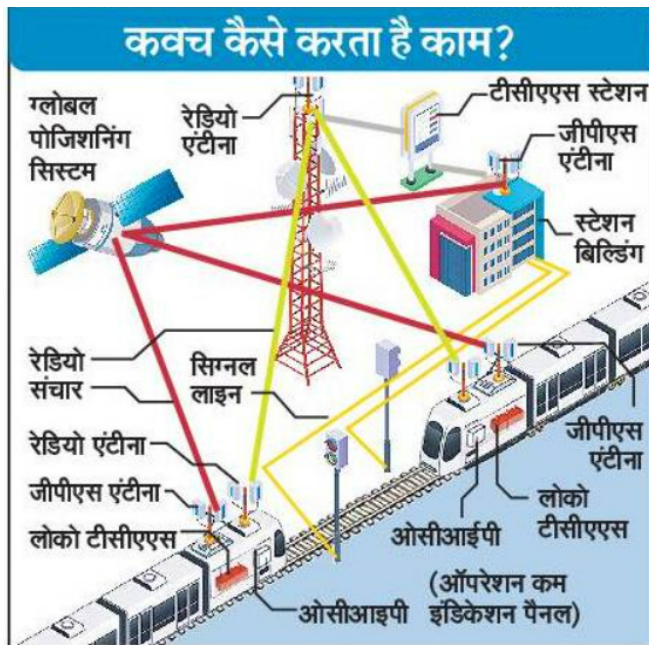 कवच कैसे करता है काम?
ग्लोबल
पोजिशनिंग
सिस्टम
रेडियो
एंटीना
टीसीएएस स्टेशन
जीपीएस
एंटीना
स्टेशन
बिल्डिंग
रेडियो
संचार
सिग्नल
लाइन
रेडियो एंटीना
जीपीएस एंटीना
लोको टीसीएएस
जीपीएस
एंटीना
लोको
टीसीएएस
ओसीआईपी
ओसीआइपी
(ऑपरेशन कम
इंडिकेशन पैनल)